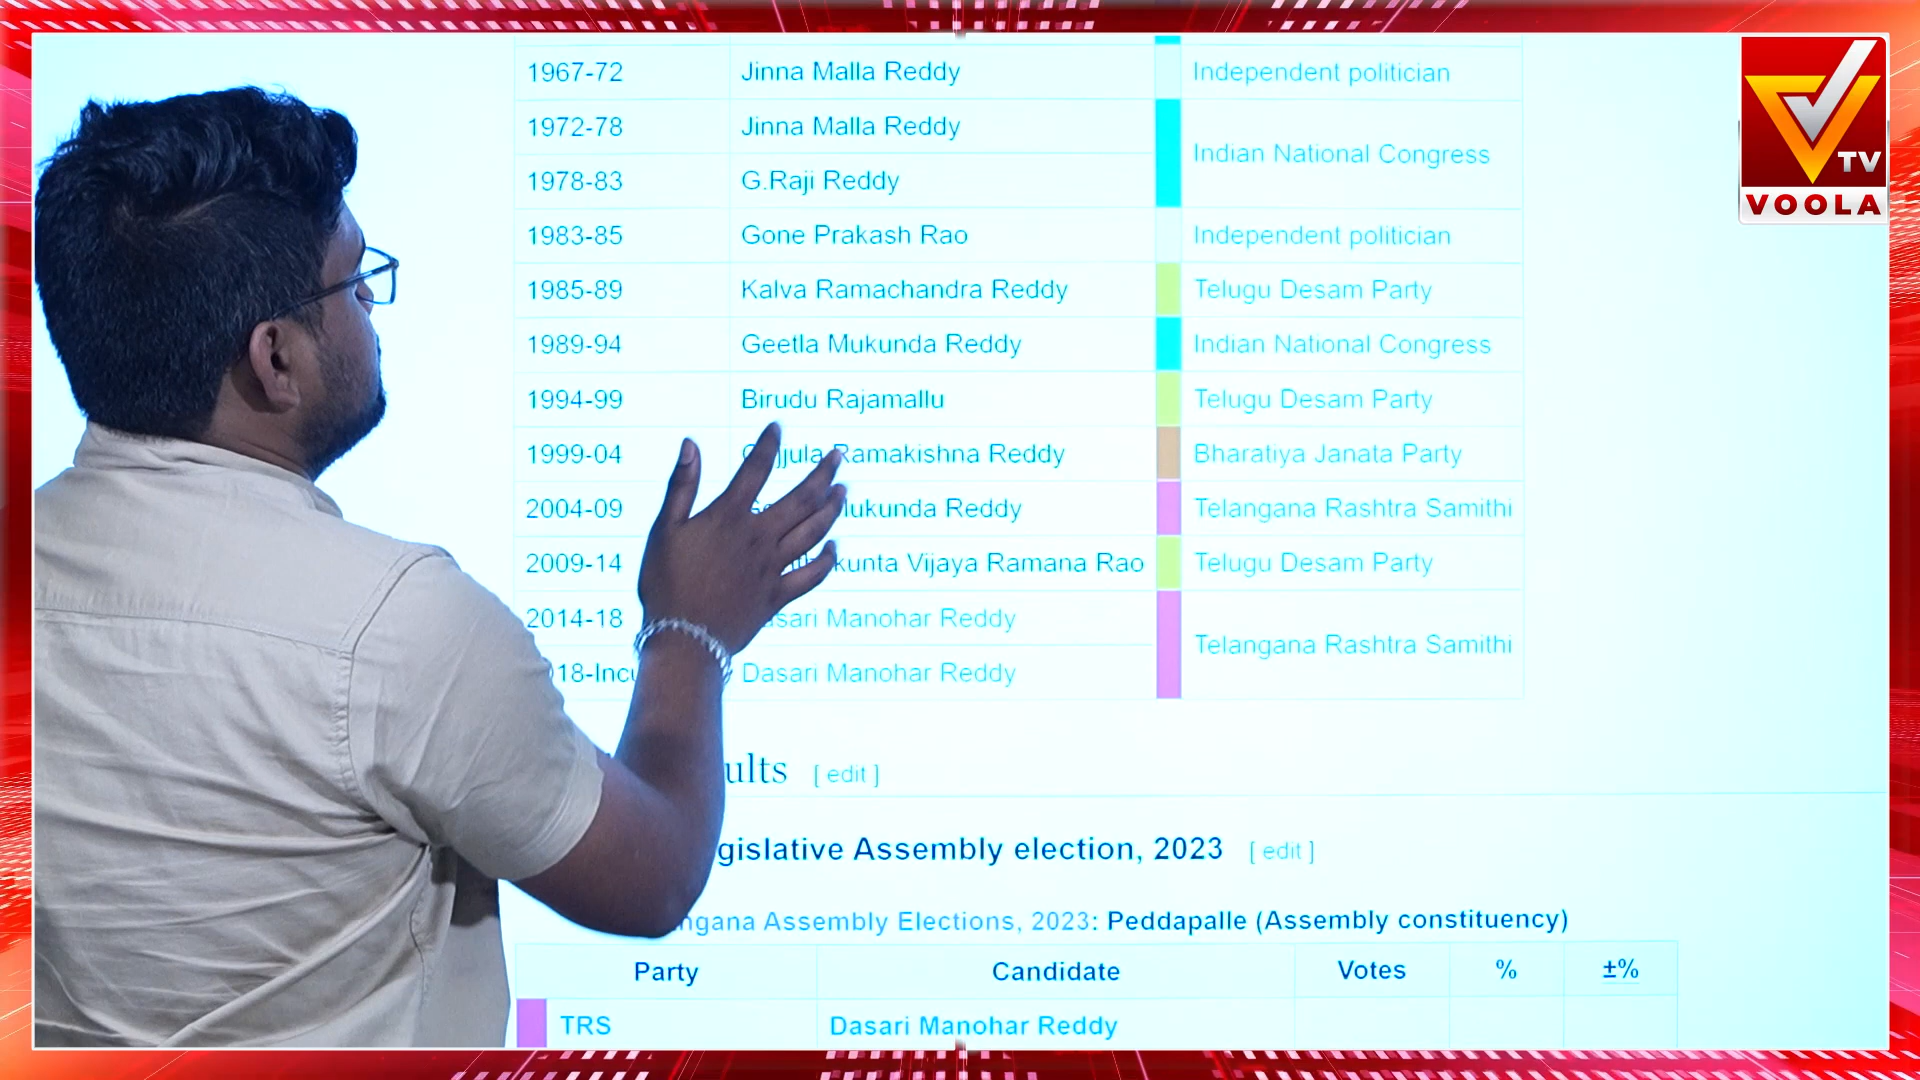 1967-72 Jinna Malla Reddy Independent politician
1972-78 Jinna Malla Reddy Indian National Congress
1978-83 G.Raji Reddy
1983-85 Gone Prakash Rao Independent politician
1985-89 Kalva Ramachandra Reddy Telugu Desam Party
1989-94 Geetla Mukunda Reddy Indian National Congress
1994-99 Birudu Rajamallu Telugu Desam Party
1999-04 Ramakishna Reddy Bharatiya Janata Party
2004-09 Mukunda Reddy Telangana Rashtra Samithi
2009-14 Vijaya Ramana Rao Telugu Desam Party
2014-18 Dasari Manohar Reddy Telangana Rashtra Samithi
Dasari Manohar Reddy
[ edit ]
Assembly election, 2023 [ edit ]
Assembly Elections, 2023: Peddapalle (Assembly constituency)
Party Candidate Votes % ±%
TRS Dasari Manohar Reddy
TV
VOOLA